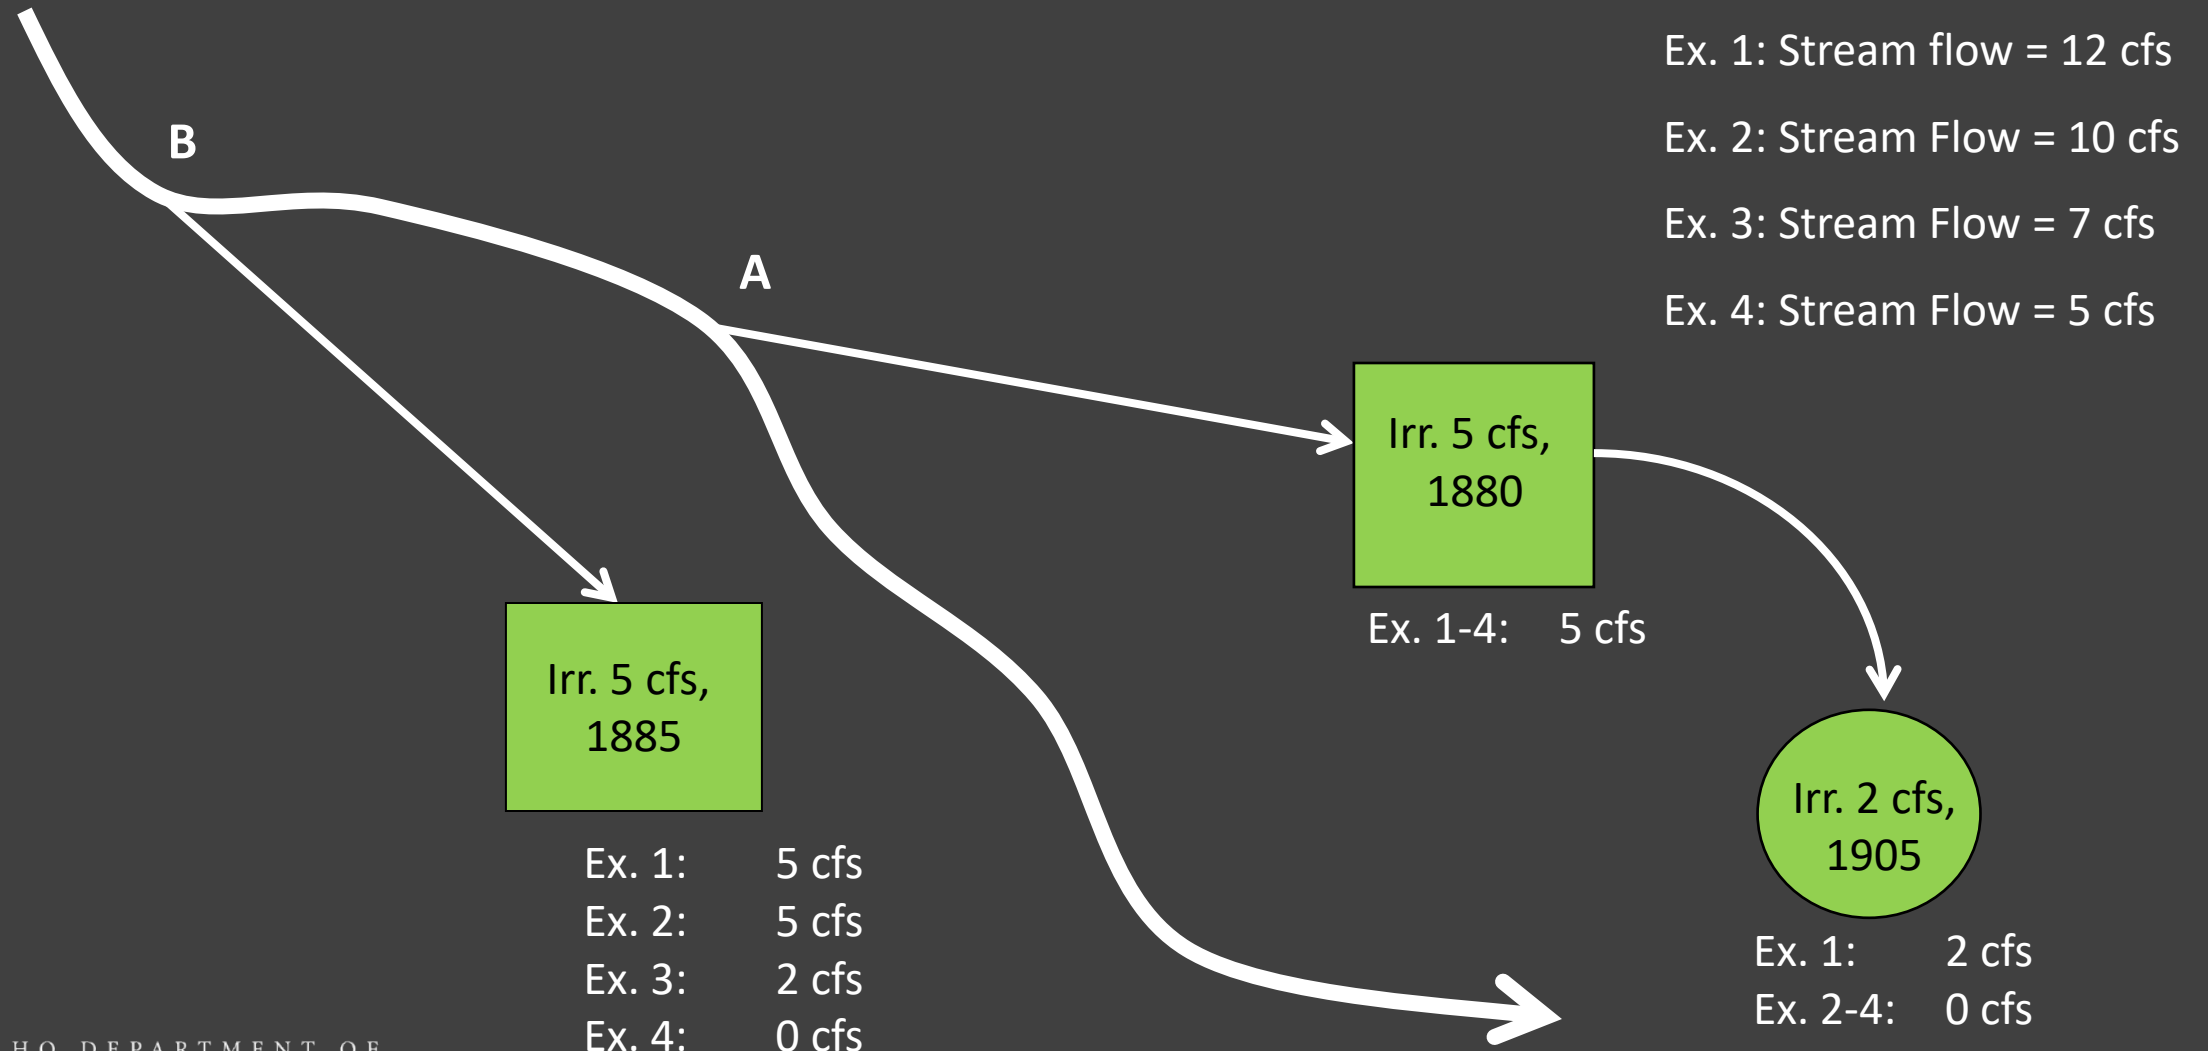 Ex. 1: Stream flow = 12 cfs
Ex. 2: Stream Flow = 10 cfs
Ex. 3: Stream Flow = 7 cfs
Ex. 4: Stream Flow = 5 cfs
B
A
Irr. 5 cfs,
1880
Ex. 1-4: 5 cfs
Irr. 5 cfs,
1885
Ex. 1: 5 cfs
Ex. 2: 5 cfs
Ex. 3: 2 cfs
Ex. 4: 0 cfs
Irr. 2 cfs,
1905
Ex. 1: 2 cfs
Ex. 2-4: 0 cfs
DEPARTMENT OF